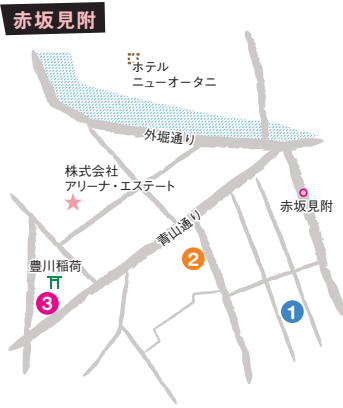 赤坂見附
ホテル
ニューオータニ
外堀通り
株式会社
アリーナ・エステート
赤坂見附
青山通り
豊川稲荷
2
3
1